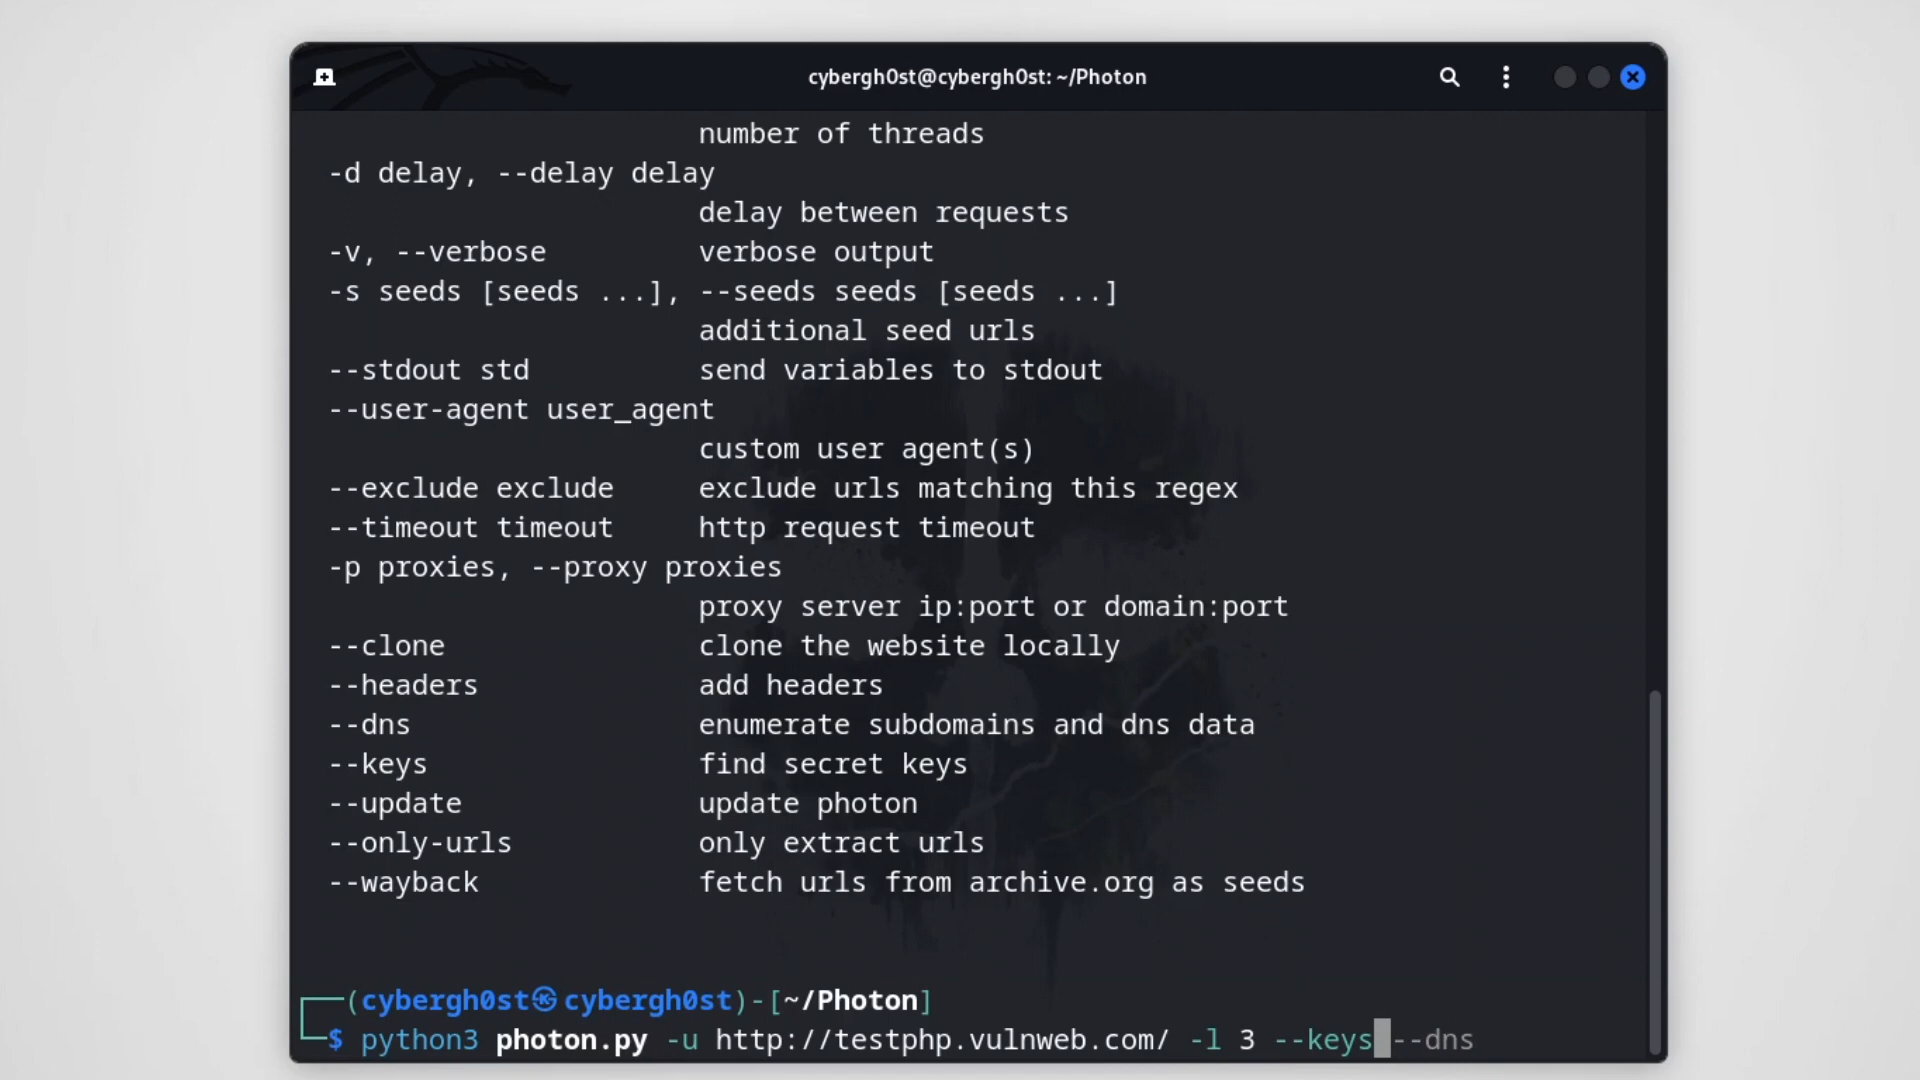 cybergh0st@cybergh0st: ~/Photon
number of threads
-d delay, --delay delay
delay between requests
-v, --verbose verbose output
-s seeds [seeds ...], --seeds seeds [seeds ...]
additional seed urls
--stdout std send variables to stdout
--user-agent user_agent
custom user agent(s)
--exclude exclude exclude urls matching this regex
--timeout timeout http request timeout
-p proxies, --proxy proxies
proxy server ip:port or domain:port
--clone clone the website locally
--headers add headers
--dns enumerate subdomains and dns data
--keys find secret keys
--update update photon
--only-urls only extract urls
--wayback fetch urls from archive.org as seeds
┌──(cybergh0st㉿cybergh0st)-[~/Photon]
└─$ python3 photon.py -u http://testphp.vulnweb.com/ -l 3 --keys --dns